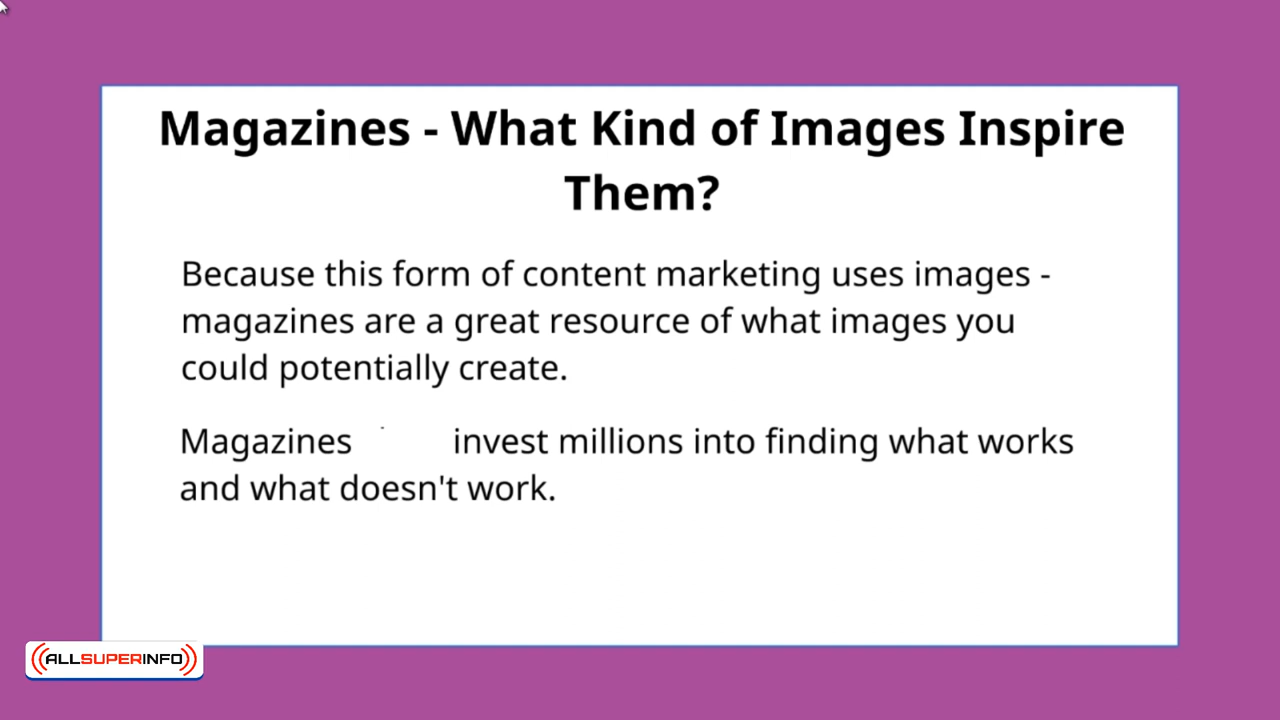 Magazines - What Kind of Images Inspire
Them?
Because this form of content marketing uses images -
magazines are a great resource of what images you
could potentially create.
Magazines invest millions into finding what works
and what doesn't work.
ALLSUPERINFO